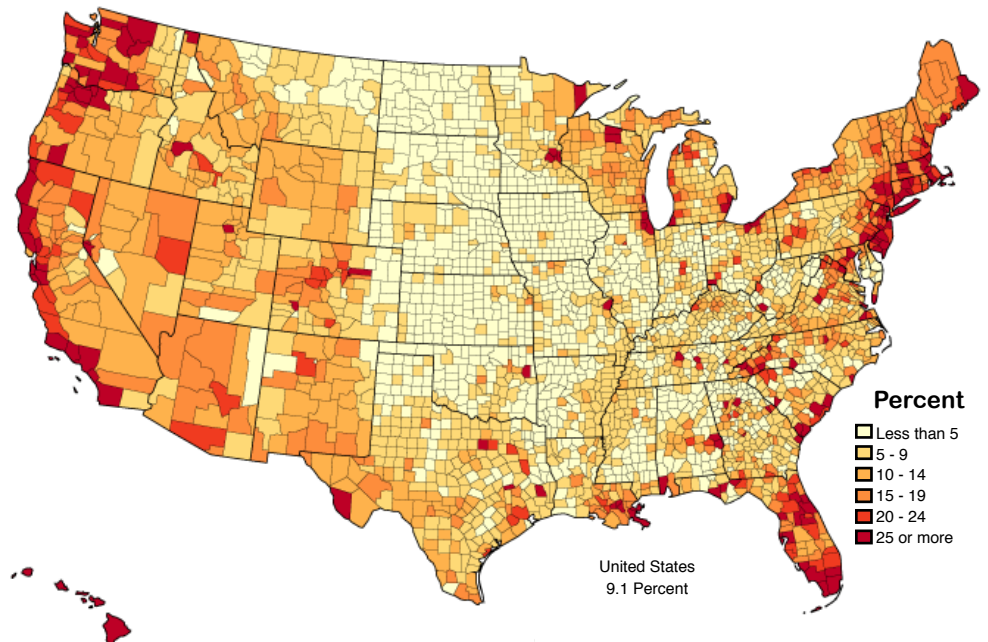 Percent
Less than 5
5 - 9
10 - 14
15 - 19
20 - 24
25 or more
United States
9.1 Percent